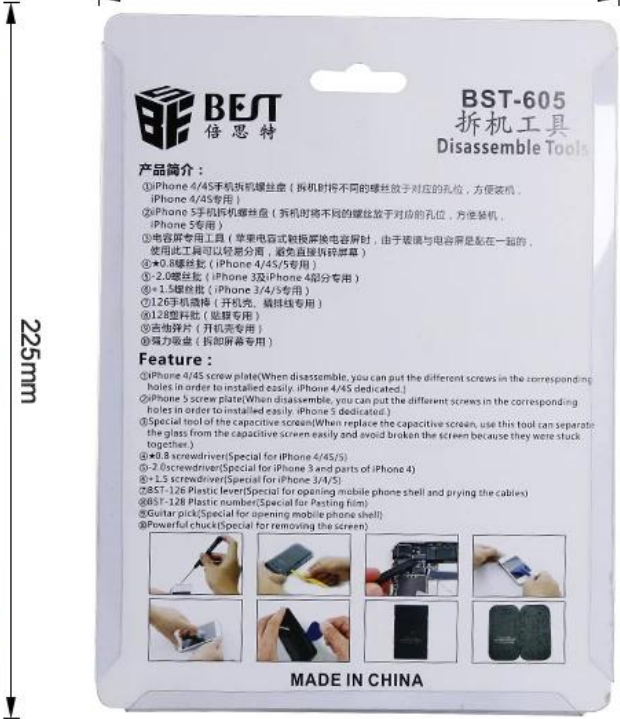 BEST
倍思特
BST-605
拆机工具
Disassemble Tools
产品简介：
①iPhone 4/4S手机拆机螺丝盘（拆机时将不同的螺丝放于对应的孔位，方便装机，
iPhone 4/4S专用）
②iPhone 5手机拆机螺丝盘（拆机时将不同的螺丝放于对应的孔位，方便装机，
iPhone 5专用）
③电容屏专用工具（苹果电容式触摸屏换电容屏时，由于玻璃与电容屏是黏在一起的，
使用此工具可以轻易分离，避免直接拆碎屏幕）
④★0.8螺丝批（iPhone 4/4S/5专用）
⑤-2.0螺丝批（iPhone 3及iPhone 4部分专用）
⑥+1.5螺丝批（iPhone 3/4/5专用）
⑦126手机撬棒（开机壳、撬排线专用）
⑧128塑料批（贴膜专用）
⑨吉他弹片（开机壳专用）
⑩强力吸盘（拆卸屏幕专用）
Feature：
①iPhone 4/4S screw plate(When disassemble, you can put the different screws in the corresponding
holes in order to installed easily. iPhone 4/4S dedicated.)
②iPhone 5 screw plate(When disassemble, you can put the different screws in the corresponding
holes in order to installed easily. iPhone 5 dedicated.)
③Special tool of the capacitive screen(When replace the capacitive screen, use this tool can separate
the glass from the capacitive screen easily and avoid broken the screen because they were stuck
together.)
④★0.8 screwdriver(Special for iPhone 4/4S/5)
⑤-2.0screwdriver(Special for iPhone 3 and parts of iPhone 4)
⑥+1.5 screwdriver(Special for iPhone 3/4/5)
⑦BST-126 Plastic lever(Special for opening mobile phone shell and prying the cables)
⑧BST-128 Plastic number(Special for Pasting film)
⑨Guitar pick(Special for opening mobile phone shell)
⑩Powerful chuck(Special for removing the screen)
MADE IN CHINA
225mm